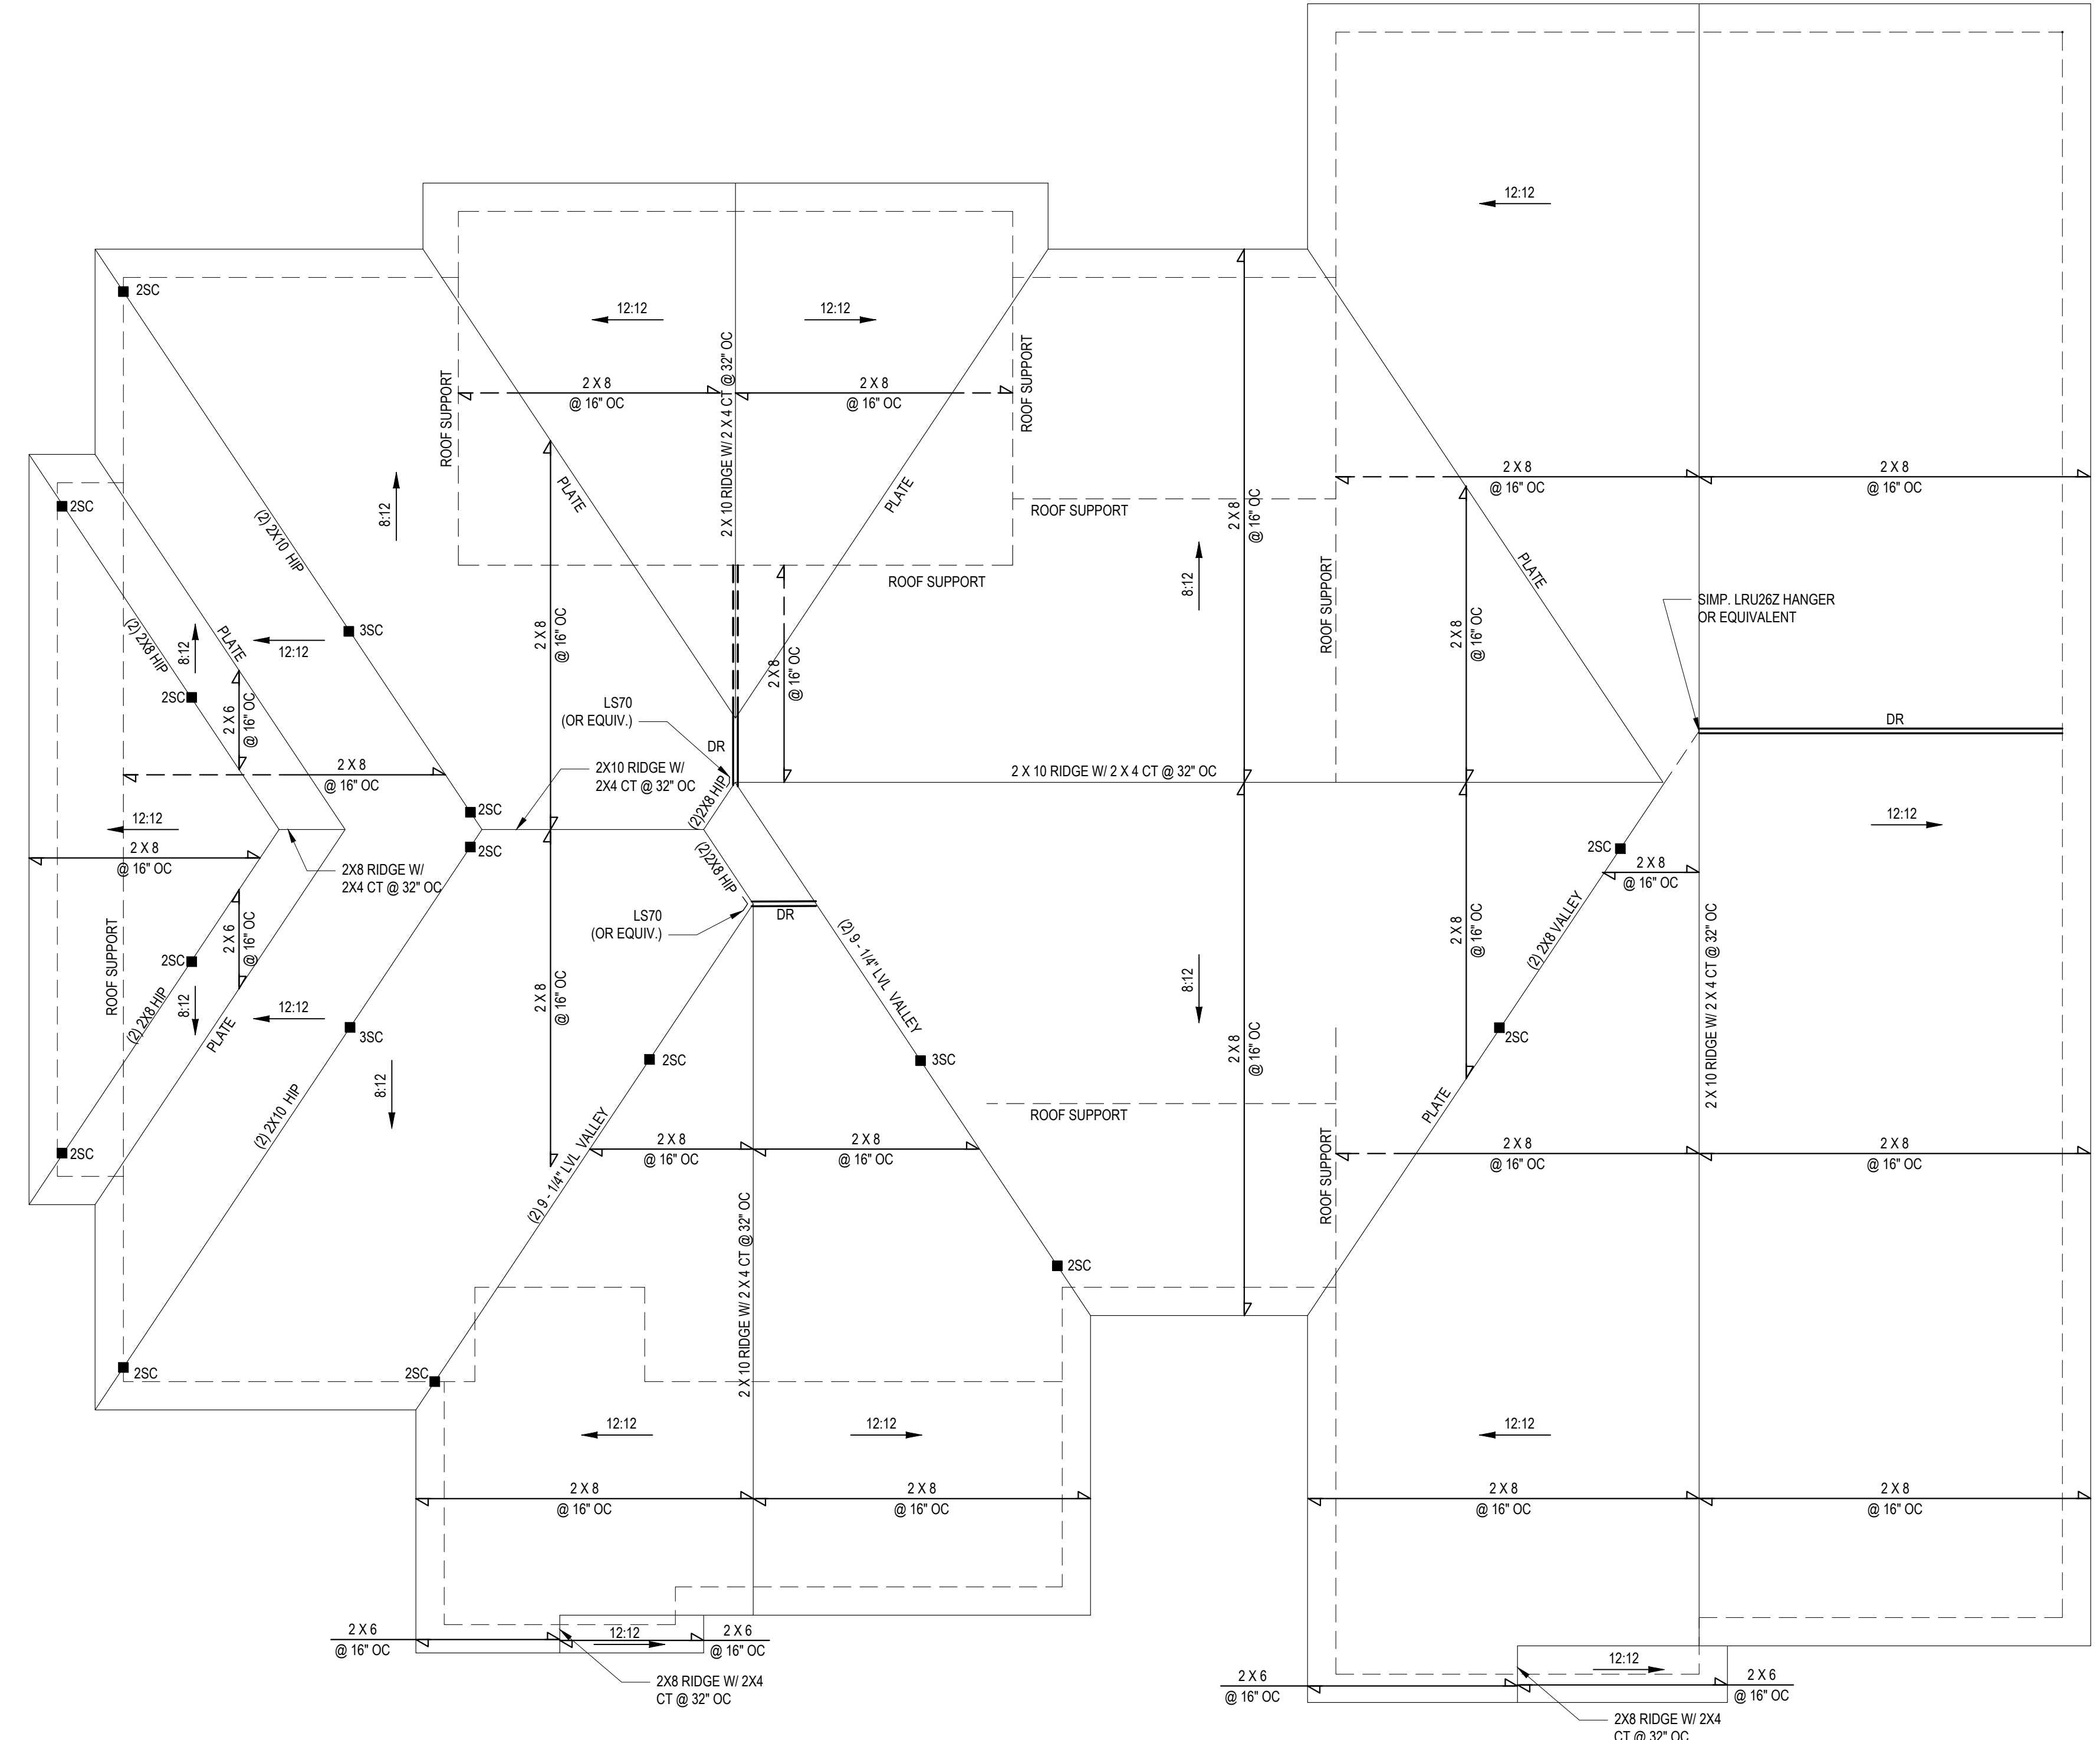 12:12
2SC
12:12
12:12
ROOF SUPPORT
2 X 8
@ 16" OC
2 X 10 RIDGE W/ 2 X 4 CT @ 32" OC
2 X 8
@ 16" OC
ROOF SUPPORT
2SC
(2) 2X10 HIP
8:12
PLATE
PLATE
ROOF SUPPORT
2 X 8
@ 16" OC
2 X 8
@ 16" OC
2 X 8
@ 16" OC
ROOF SUPPORT
8:12
ROOF SUPPORT
PLATE
SIMP. LRU26Z HANGER
OR EQUIVALENT
(2) 2X8 HIP
8:12
PLATE
3SC
12:12
2SC
2 X 6
@ 16" OC
2 X 8
@ 16" OC
2 X 8
@ 16" OC
2 X 8
@ 16" OC
LS70
(OR EQUIV.)
DR
2 X 8
@ 16" OC
DR
2X10 RIDGE W/
2X4 CT @ 32" OC
(2)2X8 HIP
2 X 10 RIDGE W/ 2 X 4 CT @ 32" OC
2SC
12:12
2SC
2 X 8
@ 16" OC
2X8 RIDGE W/
2X4 CT @ 32" OC
(2)2X8 HIP
12:12
2SC
2 X 8
@ 16" OC
LS70
(OR EQUIV.)
DR
ROOF SUPPORT
2SC
2 X 6
@ 16" OC
(2) 2X8 HIP
8:12
PLATE
12:12
3SC
2 X 8
@ 16" OC
(2) 9 - 1/4" LVL VALLEY
8:12
2 X 8
@ 16" OC
2 X 8
@ 16" OC
(2) 2X8 VALLEY
2SC
2 X 10 RIDGE W/ 2 X 4 CT @ 32" OC
2SC
(2) 2X10 HIP
8:12
2SC
3SC
(2) 9 - 1/4" LVL VALLEY
2 X 8
@ 16" OC
2 X 8
@ 16" OC
ROOF SUPPORT
ROOF SUPPORT
PLATE
2 X 8
@ 16" OC
2 X 8
@ 16" OC
2 X 10 RIDGE W/ 2 X 4 CT @ 32" OC
2SC
2SC
2SC
12:12
12:12
12:12
2 X 8
@ 16" OC
2 X 8
@ 16" OC
2 X 8
@ 16" OC
2 X 8
@ 16" OC
2 X 6
@ 16" OC
12:12
2 X 6
@ 16" OC
2X8 RIDGE W/ 2X4
CT @ 32" OC
2 X 6
@ 16" OC
12:12
2 X 6
@ 16" OC
2X8 RIDGE W/ 2X4
CT @ 32" OC